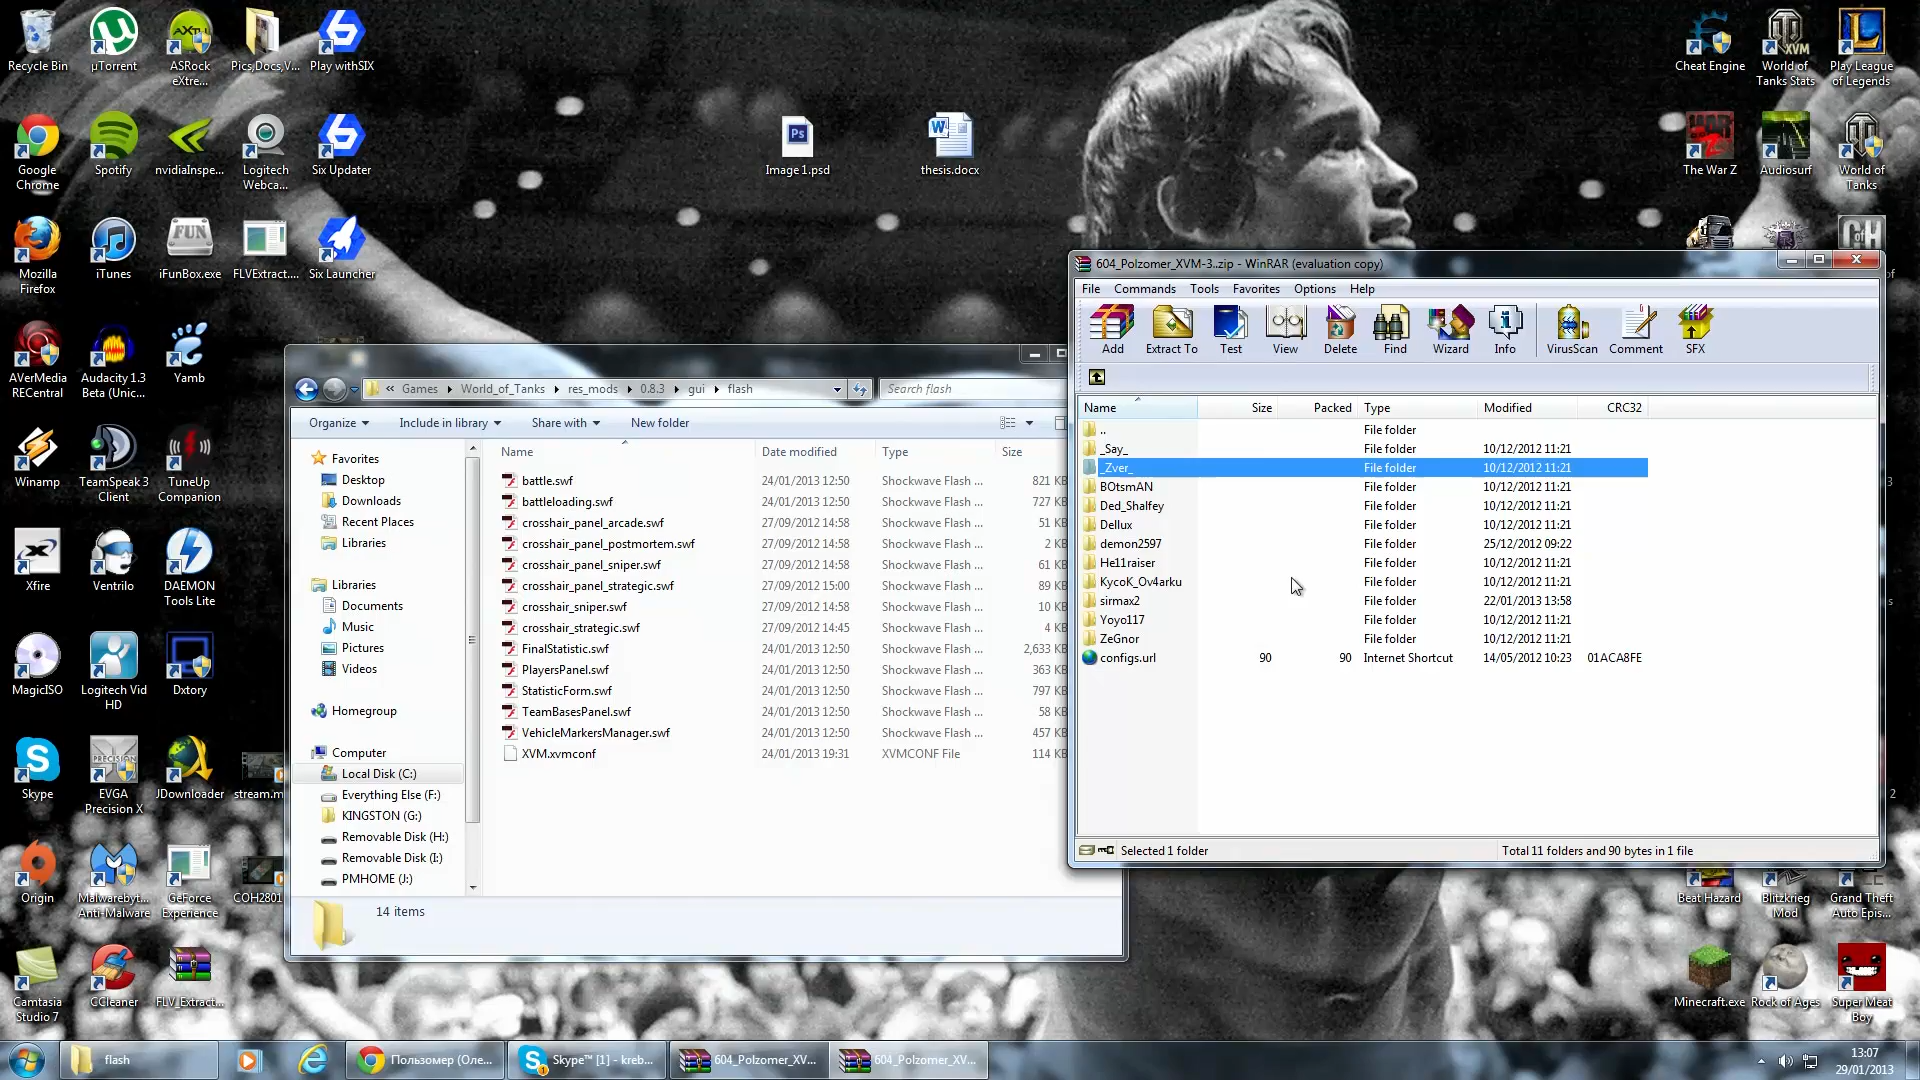 Recycle Bin
µTorrent
ASRock
eXtre...
Pics,Docs,V...
Play withSIX
Cheat Engine
World of
Tanks Stats
Play League
of Legends
Google
Chrome
Spotify
nvidiaInspe...
Logitech
Webca...
Six Updater
Image 1.psd
thesis.docx
The War Z
Audiosurf
World of
Tanks
Mozilla
Firefox
iTunes
iFunBox.exe
FLVExtract....
Six Launcher
AVerMedia
RECentral
Audacity 1.3
Beta (Unic...
Yamb
Winamp
TeamSpeak 3
Client
TuneUp
Companion
Xfire
Ventrilo
DAEMON
Tools Lite
MagicISO
Logitech Vid
HD
Dxtory
Skype
EVGA
Precision X
JDownloader
stream.m
Origin
Malwarebyt...
Anti-Malware
GeForce
Experience
COH2801
Camtasia
Studio 7
CCleaner
FLV_Extract...
« Games World_of_Tanks res_mods 0.8.3 gui flash
Search flash
Organize Include in library Share with New folder
Favorites
Desktop
Downloads
Recent Places
Libraries
Libraries
Documents
Music
Pictures
Videos
Homegroup
Computer
Local Disk (C:)
Everything Else (F:)
KINGSTON (G:)
Removable Disk (H:)
Removable Disk (I:)
PMHOME (J:)
Name Date modified Type Size
battle.swf 24/01/2013 12:50 Shockwave Flash ... 821 KB
battleloading.swf 24/01/2013 12:50 Shockwave Flash ... 727 KB
crosshair_panel_arcade.swf 27/09/2012 14:58 Shockwave Flash ... 51 KB
crosshair_panel_postmortem.swf 27/09/2012 14:58 Shockwave Flash ... 2 KB
crosshair_panel_sniper.swf 27/09/2012 14:58 Shockwave Flash ... 61 KB
crosshair_panel_strategic.swf 27/09/2012 15:00 Shockwave Flash ... 89 KB
crosshair_sniper.swf 27/09/2012 14:58 Shockwave Flash ... 10 KB
crosshair_strategic.swf 27/09/2012 14:45 Shockwave Flash ... 4 KB
FinalStatistic.swf 24/01/2013 12:50 Shockwave Flash ... 2,633 KB
PlayersPanel.swf 24/01/2013 12:50 Shockwave Flash ... 363 KB
StatisticForm.swf 24/01/2013 12:50 Shockwave Flash ... 797 KB
TeamBasesPanel.swf 24/01/2013 12:50 Shockwave Flash ... 58 KB
VehicleMarkersManager.swf 24/01/2013 12:50 Shockwave Flash ... 457 KB
XVM.xvmconf 24/01/2013 19:31 XVMCONF File 114 KB
14 items
604_Polzomer_XVM-3..zip - WinRAR (evaluation copy)
File Commands Tools Favorites Options Help
Add Extract To Test View Delete Find Wizard Info VirusScan Comment SFX
Name Size Packed Type Modified CRC32
.. File folder
_Say_ File folder 10/12/2012 11:21
_Zver_ File folder 10/12/2012 11:21
BOtsmAN File folder 10/12/2012 11:21
Ded_Shalfey File folder 10/12/2012 11:21
Dellux File folder 10/12/2012 11:21
demon2597 File folder 25/12/2012 09:22
He11raiser File folder 10/12/2012 11:21
KycoK_Ov4arku File folder 10/12/2012 11:21
sirmax2 File folder 22/01/2013 13:58
Yoyo117 File folder 10/12/2012 11:21
ZeGnor File folder 10/12/2012 11:21
configs.url 90 90 Internet Shortcut 14/05/2012 10:23 01ACA8FE
Selected 1 folder
Total 11 folders and 90 bytes in 1 file
Beat Hazard
Blitzkrieg
Mod
Grand Theft
Auto Epis...
Minecraft.exe
Rock of Ages
Super Meat
Boy
flash
Пользомер (Оле...
Skype™ [1] - kreb...
604_Polzomer_XV...
604_Polzomer_XV...
13:07
29/01/2013